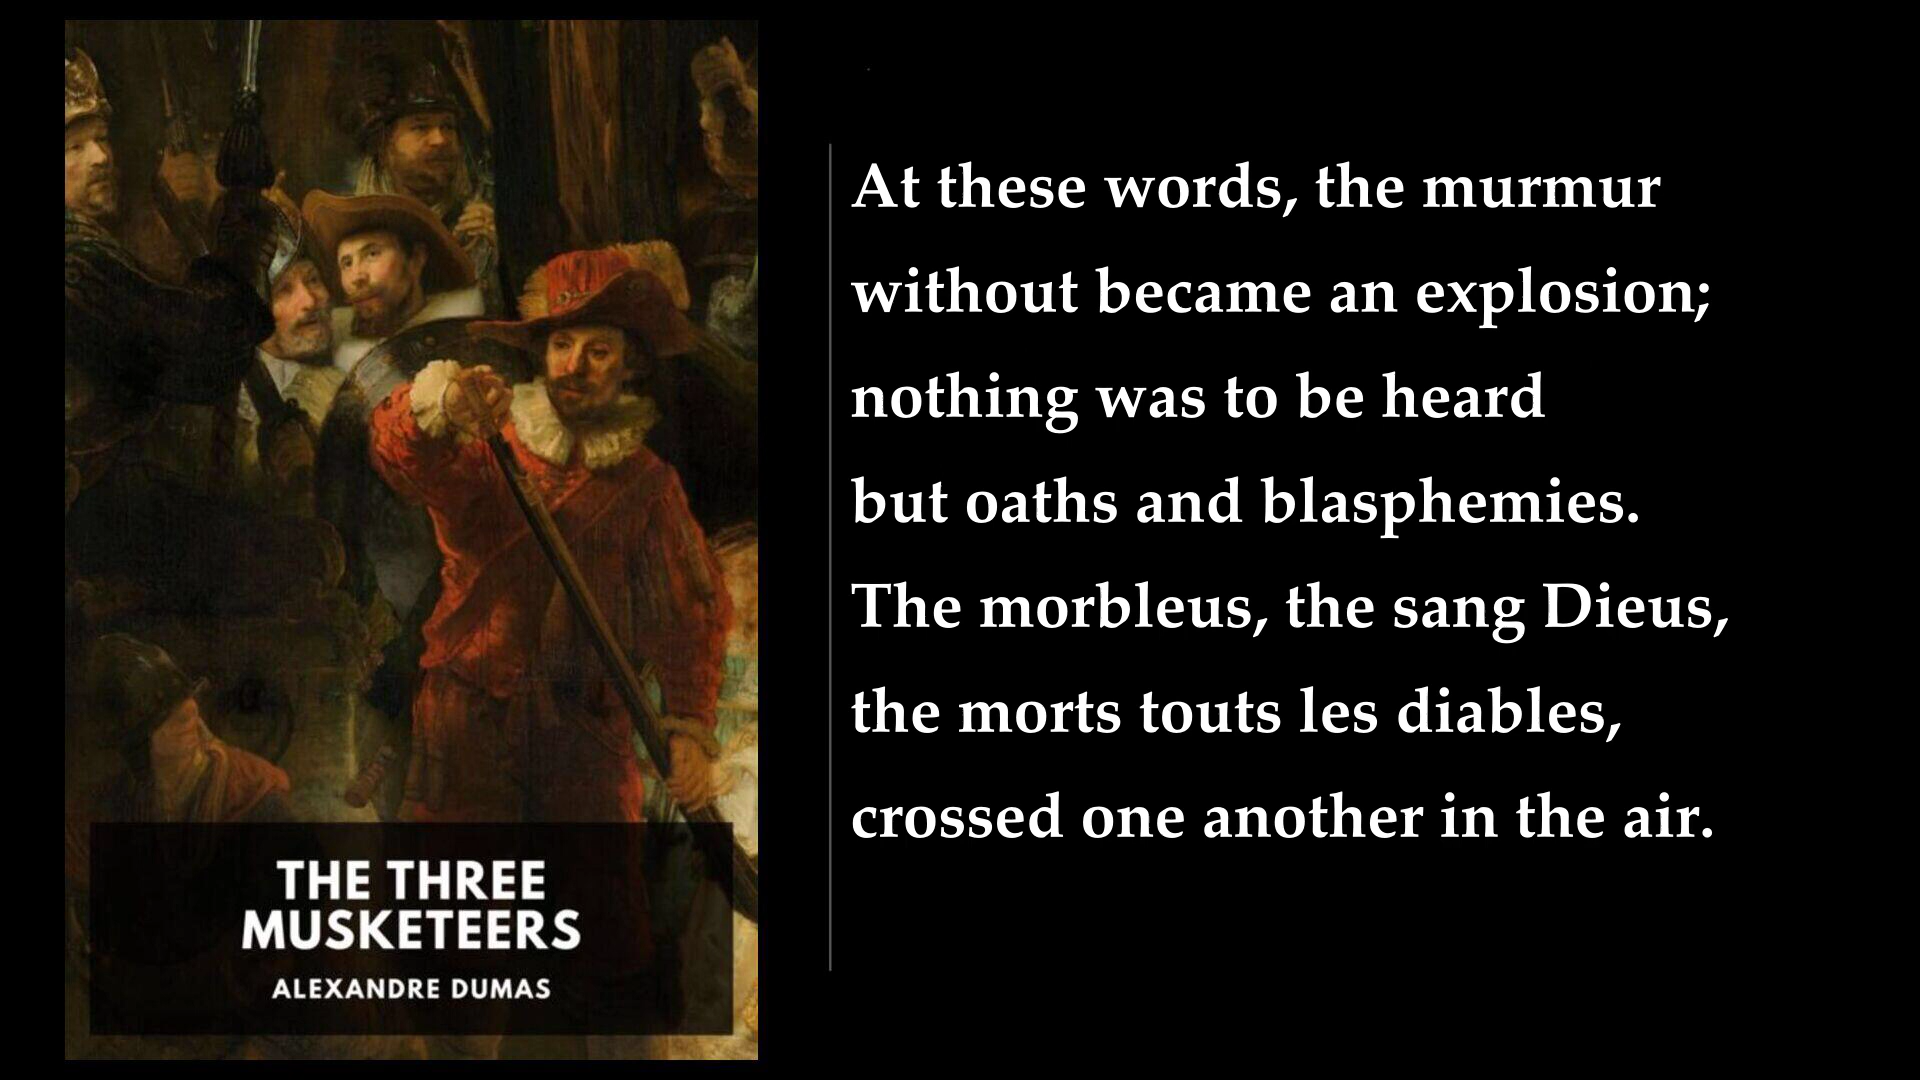 THE THREE
MUSKETEERS
ALEXANDRE DUMAS
At these words, the murmur
without became an explosion;
nothing was to be heard
but oaths and blasphemies.
The morbleus, the sang Dieus,
the morts touts les diables,
crossed one another in the air.